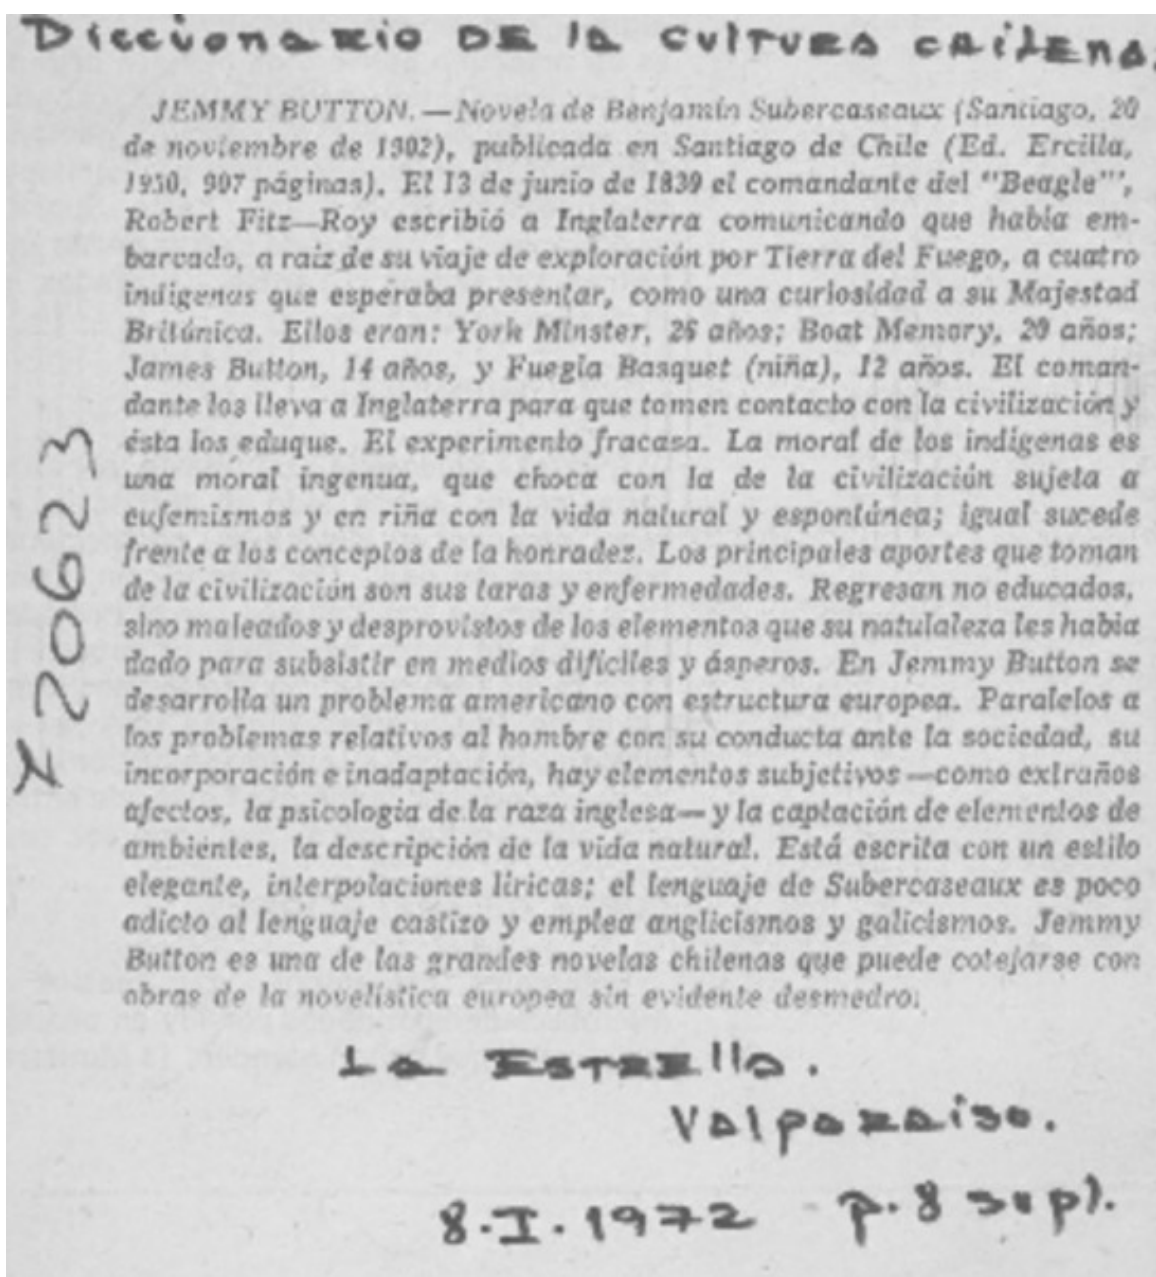 Diccionario DE la cultura chilena.
JEMMY BUTTON.—Novela de Benjamín Subercaseaux (Santiago, 20
de noviembre de 1902), publicada en Santiago de Chile (Ed. Ercilla,
1950, 907 páginas). El 13 de junio de 1839 el comandante del "Beagle"',
Robert Fitz—Roy escribió a Inglaterra comunicando que había em-
barcado, a raíz de su viaje de exploración por Tierra del Fuego, a cuatro
indígenas que esperaba presentar, como una curiosidad a su Majestad
Británica. Ellos eran: York Minster, 26 años; Boat Memory, 20 años;
James Button, 14 años, y Fuegia Basquet (niña), 12 años. El coman-
dante los lleva a Inglaterra para que tomen contacto con la civilización y
ésta los eduque. El experimento fracasa. La moral de los indígenas es
una moral ingenua, que choca con la de la civilización sujeta a
eufemismos y en riña con la vida natural y espontánea; igual sucede
frente a los conceptos de la honradez. Los principales aportes que toman
de la civilización son sus taras y enfermedades. Regresan no educados,
sino maleados y desprovistos de los elementos que su natulaleza les había
dado para subsistir en medios difíciles y ásperos. En Jemmy Button se
desarrolla un problema americano con estructura europea. Paralelos a
los problemas relativos al hombre con su conducta ante la sociedad, su
incorporación e inadaptación, hay elementos subjetivos —como extraños
afectos, la psicología de la raza inglesa— y la captación de elementos de
ambientes, la descripción de la vida natural. Está escrita con un estilo
elegante, interpolaciones líricas; el lenguaje de Subercaseaux es poco
adicto al lenguaje castizo y emplea anglicismos y galicismos. Jemmy
Button es una de las grandes novelas chilenas que puede cotejarse con
obras de la novelística europea sin evidente desmedro.
La Estrella.
Valparaíso.
8.I.1972 p.8 supl.
20623